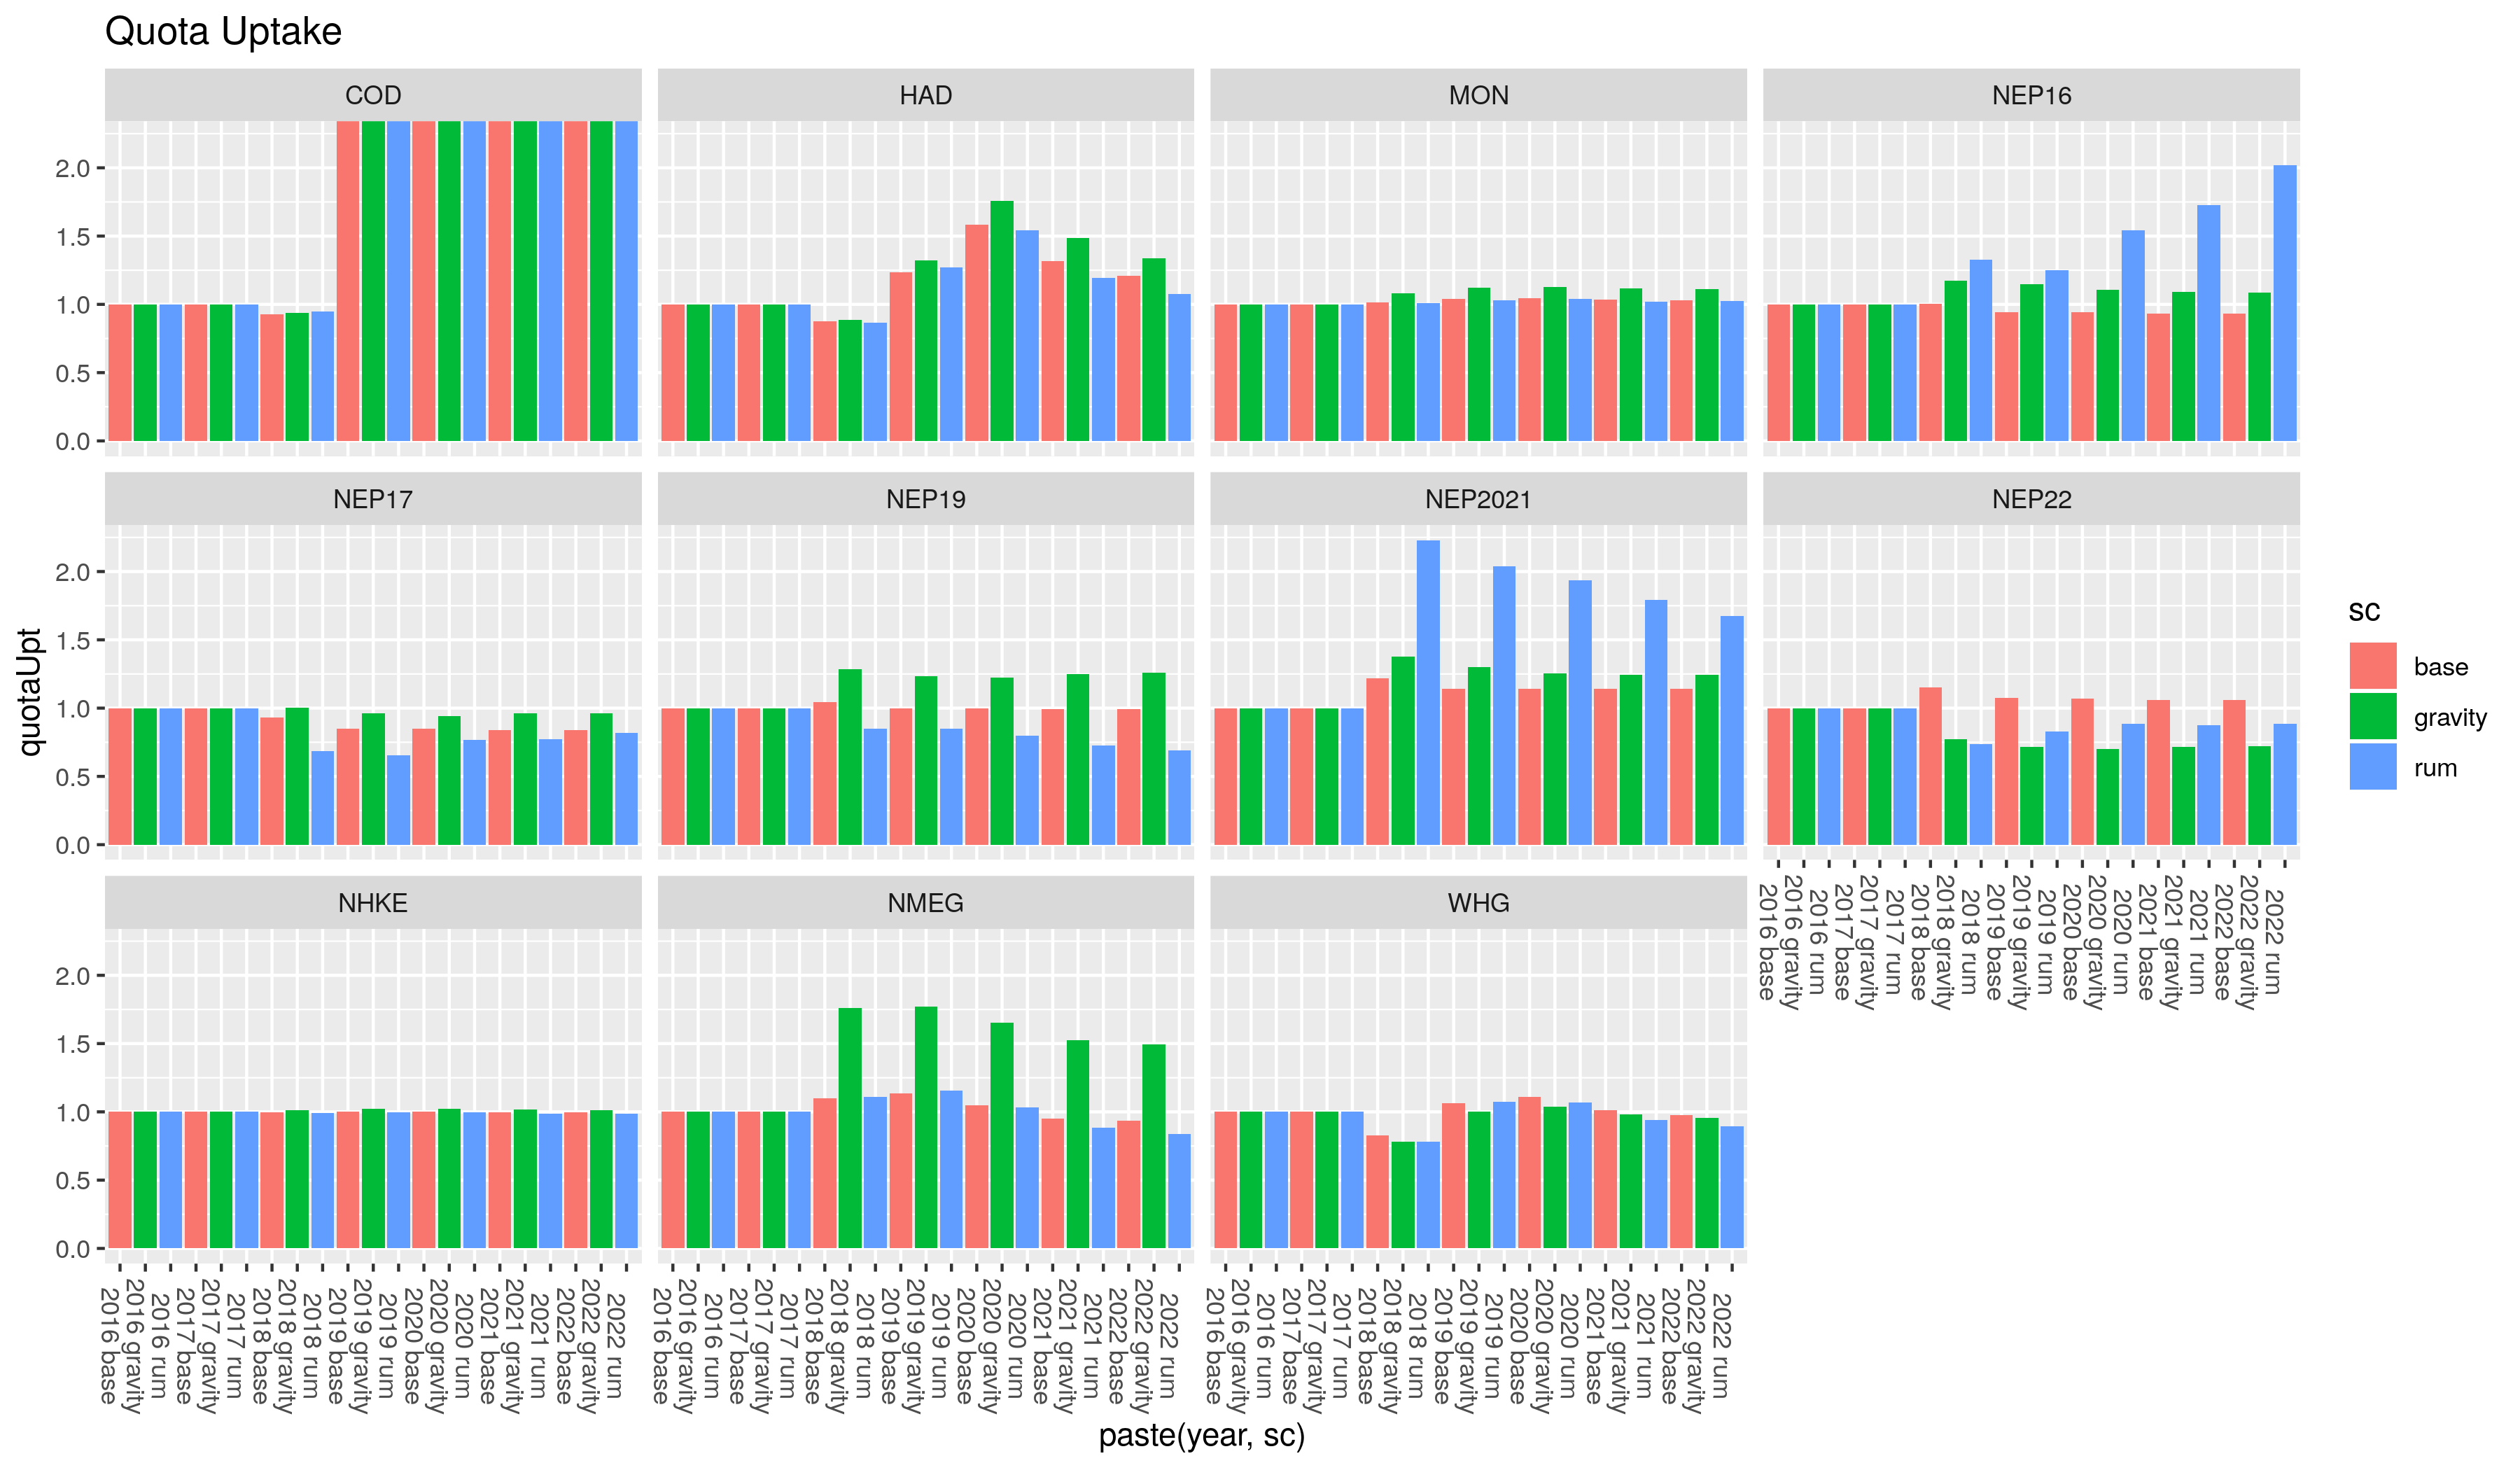 Quota Uptake
COD
HAD
MON
NEP16
2.0
1.5
1.0
0.5
0.0
NEP17
NEP19
NEP2021
NEP22
2.0
1.5
1.0
0.5
0.0
2016 base
2016 gravity
2016 rum
2017 base
2017 gravity
2017 rum
2018 base
2018 gravity
2018 rum
2019 base
2019 gravity
2019 rum
2020 base
2020 gravity
2020 rum
2021 base
2021 gravity
2021 rum
2022 base
2022 gravity
2022 rum
NHKE
NMEG
WHG
2.0
1.5
1.0
0.5
0.0
2016 base
2016 gravity
2016 rum
2017 base
2017 gravity
2017 rum
2018 base
2018 gravity
2018 rum
2019 base
2019 gravity
2019 rum
2020 base
2020 gravity
2020 rum
2021 base
2021 gravity
2021 rum
2022 base
2022 gravity
2022 rum
2016 base
2016 gravity
2016 rum
2017 base
2017 gravity
2017 rum
2018 base
2018 gravity
2018 rum
2019 base
2019 gravity
2019 rum
2020 base
2020 gravity
2020 rum
2021 base
2021 gravity
2021 rum
2022 base
2022 gravity
2022 rum
2016 base
2016 gravity
2016 rum
2017 base
2017 gravity
2017 rum
2018 base
2018 gravity
2018 rum
2019 base
2019 gravity
2019 rum
2020 base
2020 gravity
2020 rum
2021 base
2021 gravity
2021 rum
2022 base
2022 gravity
2022 rum
quotaUpt
paste(year, sc)
sc
base
gravity
rum